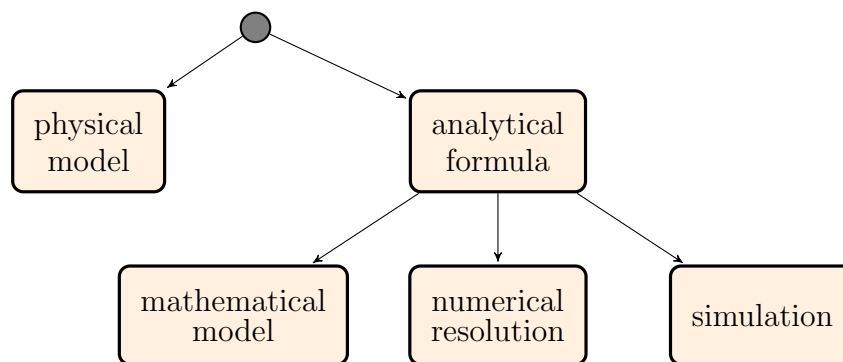 physical
model
analytical
formula
mathematical
model
numerical
resolution
simulation